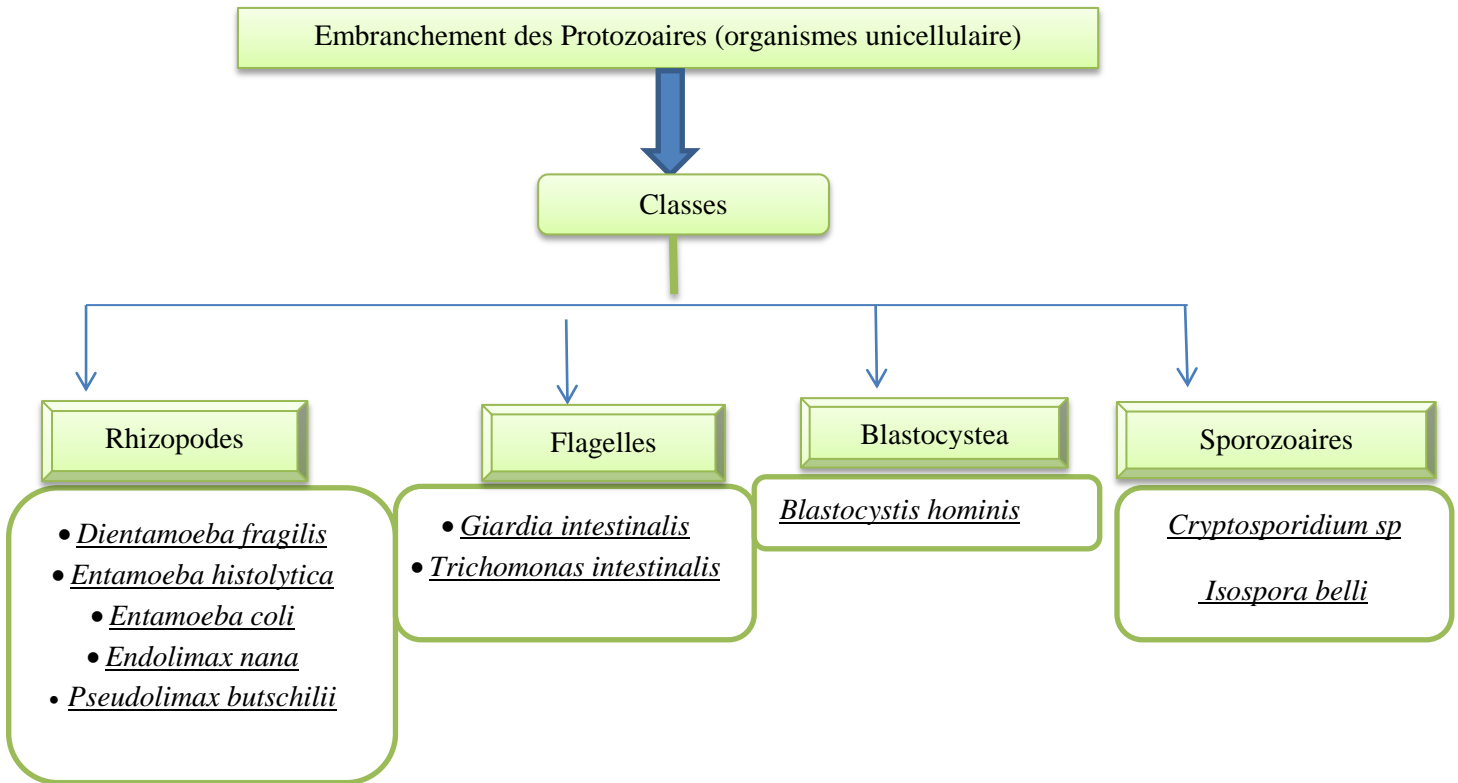 Embranchement des Protozoaires (organismes unicellulaire)
Classes
Rhizopodes
• Dientamoeba fragilis
• Entamoeba histolytica
• Entamoeba coli
• Endolimax nana
• Pseudolimax butschilii
Flagelles
• Giardia intestinalis
• Trichomonas intestinalis
Blastocystea
Blastocystis hominis
Sporozoaires
Cryptosporidium sp
Isospora belli